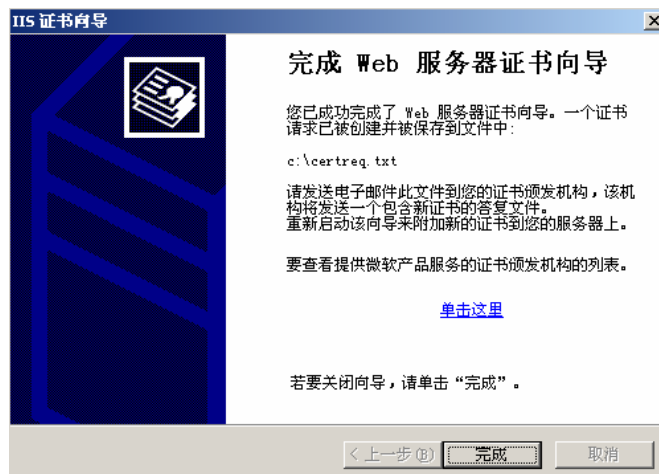 IIS 证书向导
完成 Web 服务器证书向导
您已成功完成了 Web 服务器证书向导。一个证书
请求已被创建并被保存到文件中：
c:\certreq.txt
请发送电子邮件此文件到您的证书颁发机构，该机
构将发送一个包含新证书的答复文件。
重新启动该向导来附加新的证书到您的服务器上。
要查看提供微软产品服务的证书颁发机构的列表。
单击这里
若要关闭向导，请单击“完成”。
< 上一步(B)
完成
取消